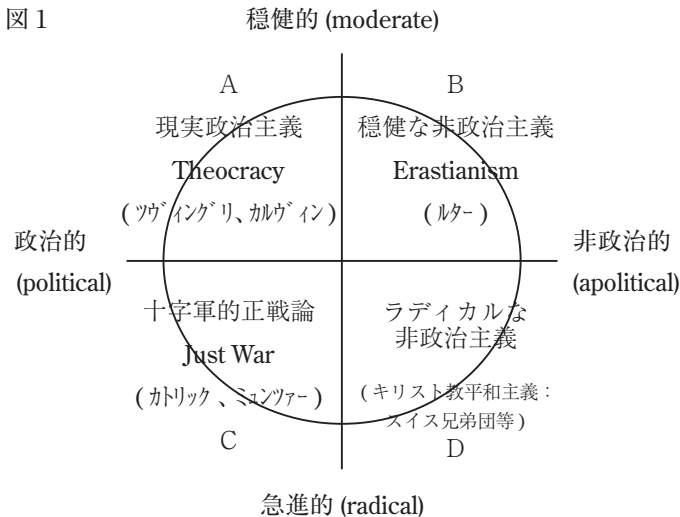 図1
穏健的 (moderate)
A
現実政治主義
Theocracy
(ツヴィングリ、カルヴィン)
B
穏健な非政治主義
Erastianism
(ルター)
政治的
(political)
非政治的
(apolitical)
十字軍的正戦論
Just War
(カトリック、ミュンツァー)
C
ラディカルな
非政治主義
(キリスト教平和主義:
スイス兄弟団等)
D
急進的 (radical)